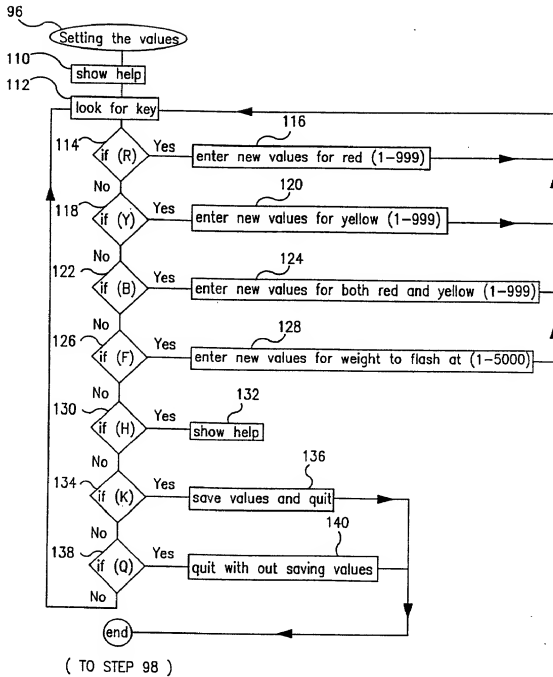 96
Setting the values
110
show help
112
look for key
114
if (R)
Yes
116
enter new values for red (1-999)
No
118
if (Y)
Yes
120
enter new values for yellow (1-999)
No
122
if (B)
Yes
124
enter new values for both red and yellow (1-999)
No
126
if (F)
Yes
128
enter new values for weight to flash at (1-5000)
No
130
if (H)
Yes
132
show help
No
134
if (K)
Yes
136
save values and quit
No
138
if (Q)
Yes
140
quit with out saving values
No
end
( TO STEP 98 )